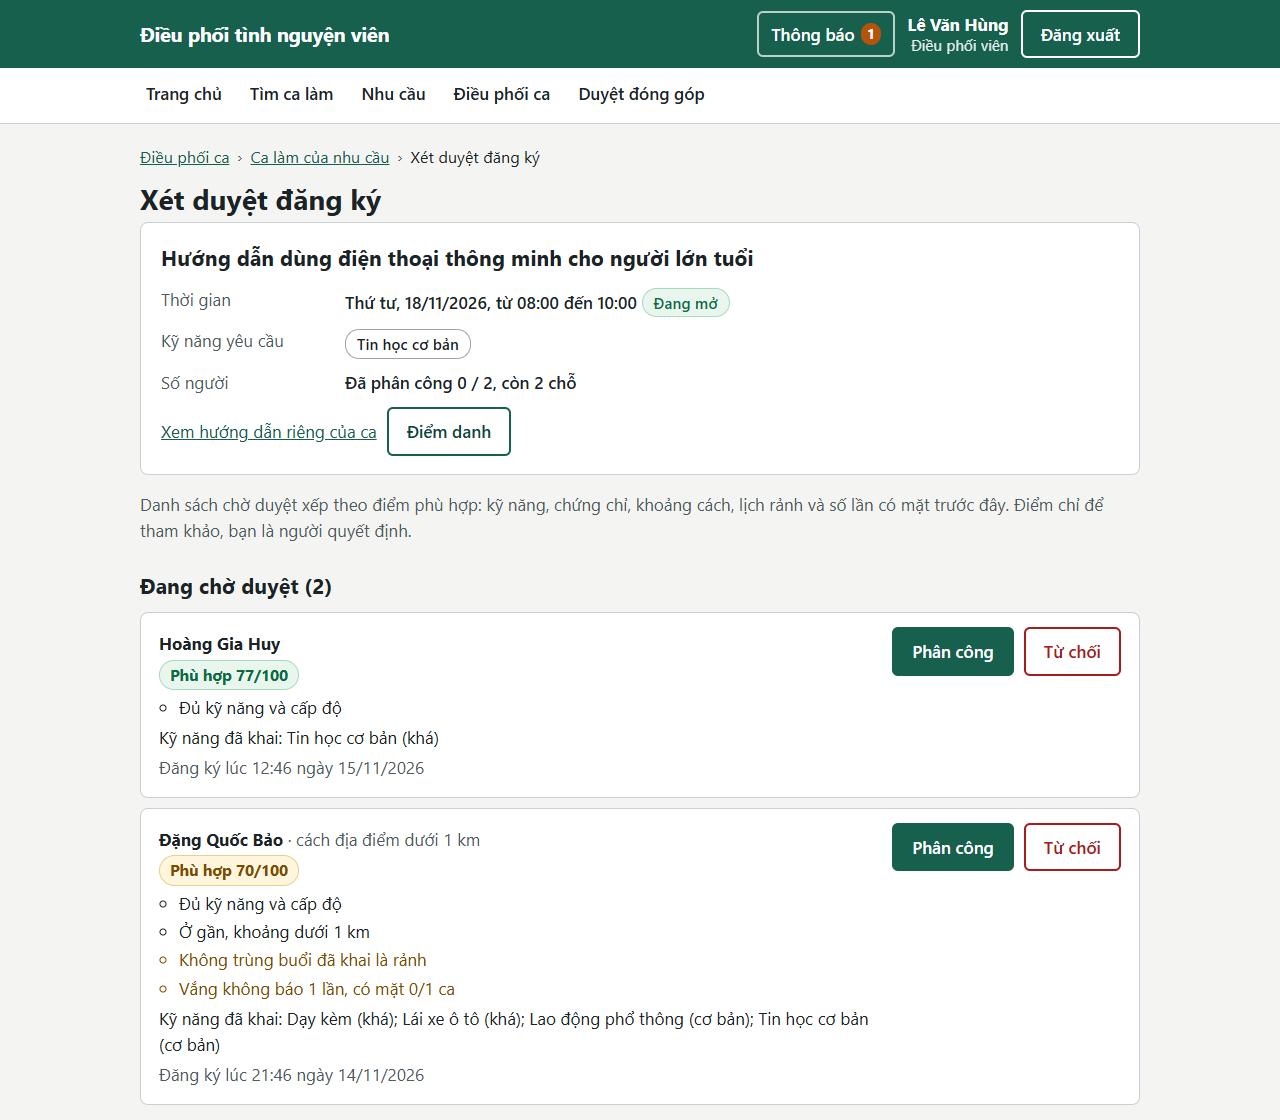 Điều phối tình nguyện viên
Thông báo 1
Lê Văn Hùng
Điều phối viên
Đăng xuất
Trang chủ
Tìm ca làm
Nhu cầu
Điều phối ca
Duyệt đóng góp
Điều phối ca › Ca làm của nhu cầu › Xét duyệt đăng ký
Xét duyệt đăng ký
Hướng dẫn dùng điện thoại thông minh cho người lớn tuổi
Thời gian Thứ tư, 18/11/2026, từ 08:00 đến 10:00 Đang mở
Kỹ năng yêu cầu Tin học cơ bản
Số người Đã phân công 0 / 2, còn 2 chỗ
Xem hướng dẫn riêng của ca Điểm danh
Danh sách chờ duyệt xếp theo điểm phù hợp: kỹ năng, chứng chỉ, khoảng cách, lịch rảnh và số lần có mặt trước đây. Điểm chỉ để
tham khảo, bạn là người quyết định.
Đang chờ duyệt (2)
Hoàng Gia Huy
Phân công
Từ chối
Phù hợp 77/100
Đủ kỹ năng và cấp độ
Kỹ năng đã khai: Tin học cơ bản (khá)
Đăng ký lúc 12:46 ngày 15/11/2026
Đặng Quốc Bảo · cách địa điểm dưới 1 km
Phân công
Từ chối
Phù hợp 70/100
Đủ kỹ năng và cấp độ
Ở gần, khoảng dưới 1 km
Không trùng buổi đã khai là rảnh
Vắng không báo 1 lần, có mặt 0/1 ca
Kỹ năng đã khai: Dạy kèm (khá); Lái xe ô tô (khá); Lao động phổ thông (cơ bản); Tin học cơ bản
(cơ bản)
Đăng ký lúc 21:46 ngày 14/11/2026